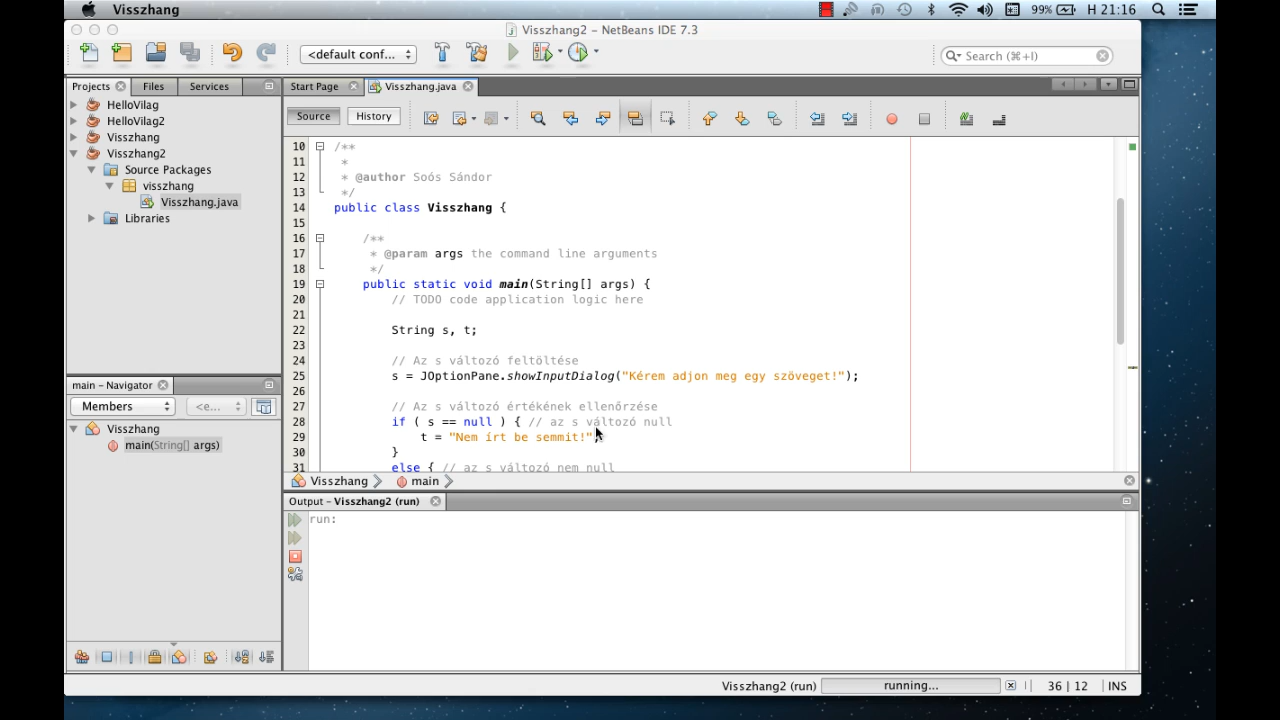 Visszhang
99%
H 21:16
Visszhang2 - NetBeans IDE 7.3
<default conf...
Search (⌘+I)
Projects
Files
Services
Start Page
Visszhang.java
HelloVilag
HelloVilag2
Visszhang
Visszhang2
Source Packages
visszhang
Visszhang.java
Libraries
Source
History
10 /**
11 *
12 * @author Soós Sándor
13 */
14 public class Visszhang {
15
16 /**
17 * @param args the command line arguments
18 */
19 public static void main(String[] args) {
20 // TODO code application logic here
21
22 String s, t;
23
24 // Az s változó feltöltése
25 s = JOptionPane.showInputDialog("Kérem adjon meg egy szöveget!");
26
27 // Az s változó értékének ellenőrzése
28 if ( s == null ) { // az s változó null
29 t = "Nem írt be semmit!";
30 }
31 else { // az s változó nem null
main - Navigator
Members
<e...
Visszhang
main(String[] args)
Visszhang
main
Output - Visszhang2 (run)
run:
Visszhang2 (run)
running...
36 | 12
INS